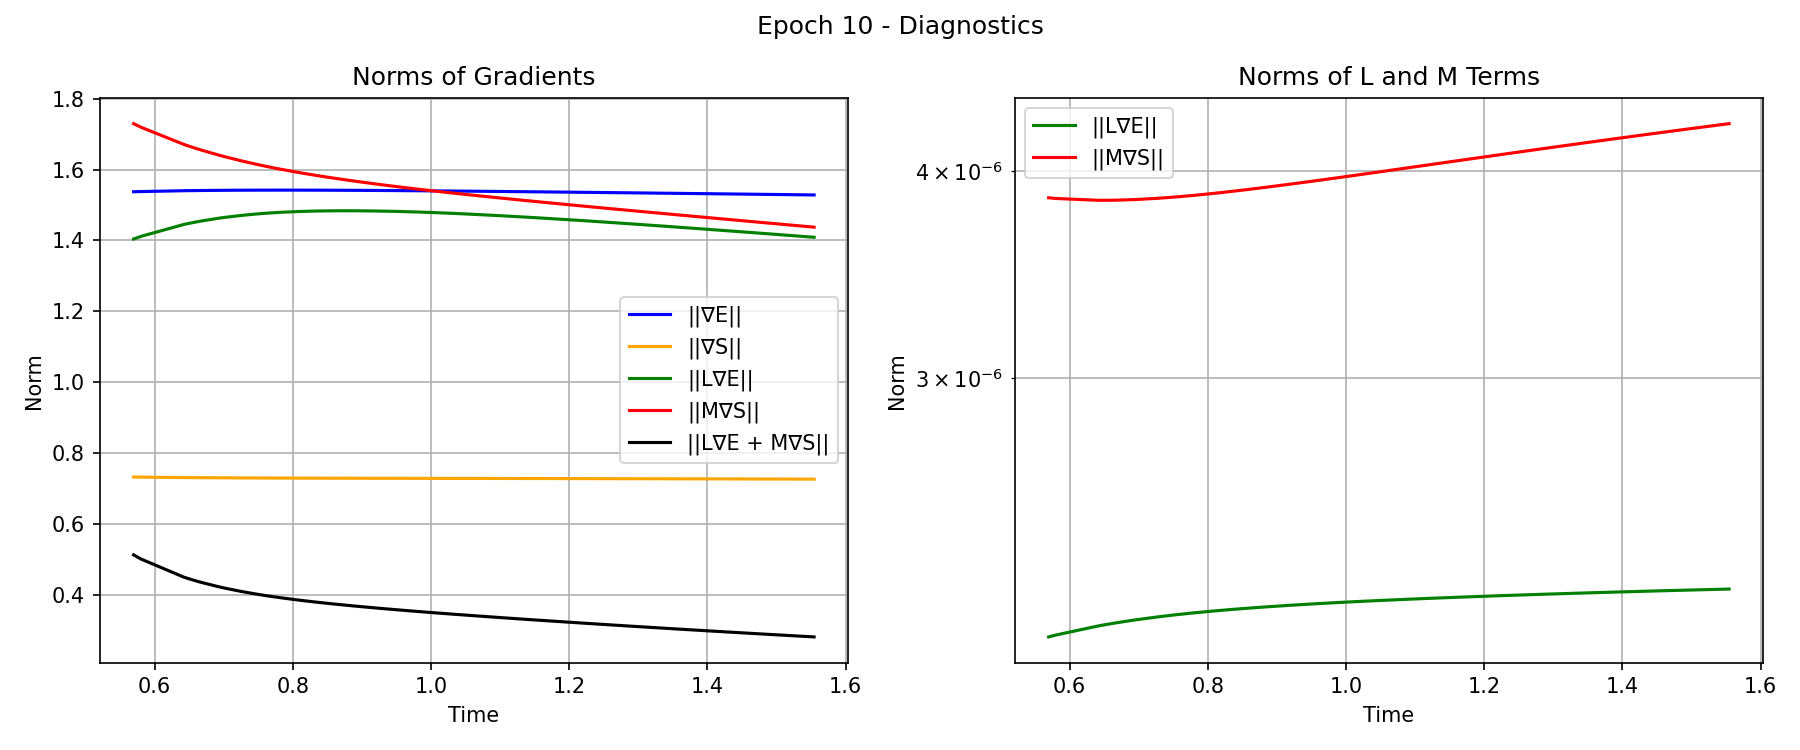 Epoch 10 - Diagnostics
Norms of Gradients
1.8
1.6
1.4
1.2
1.0
0.8
0.6
0.4
Norm
0.6 0.8 1.0 1.2 1.4 1.6
Time
||∇E||
||∇S||
||L∇E||
||M∇S||
||L∇E + M∇S||
Norms of L and M Terms
||L∇E||
||M∇S||
4 × 10⁻⁶
3 × 10⁻⁶
Norm
0.6 0.8 1.0 1.2 1.4 1.6
Time